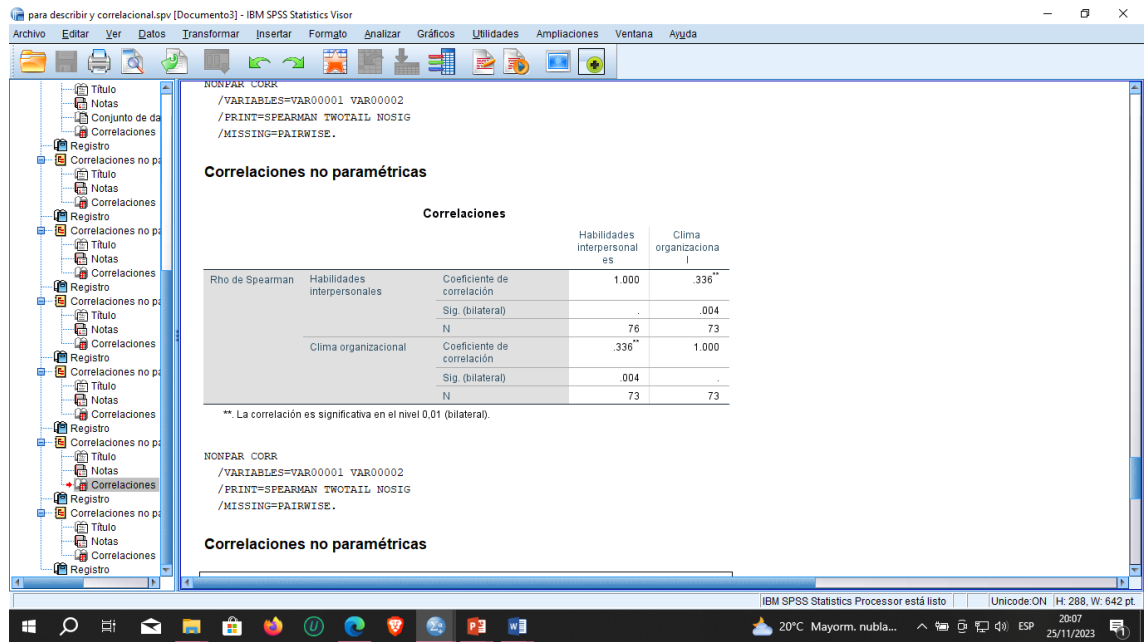 para describir y correlacional.spv [Documento3] - IBM SPSS Statistics Visor
Archivo Editar Ver Datos Transformar Insertar Formato Analizar Gráficos Utilidades Ampliaciones Ventana Ayuda
Título
Notas
Conjunto de da
Correlaciones
Registro
Correlaciones no pa
Título
Notas
Correlaciones
Registro
Correlaciones no pa
Título
Notas
Correlaciones
Registro
Correlaciones no pa
Título
Notas
Correlaciones
Registro
Correlaciones no pa
Título
Notas
Correlaciones
Registro
Correlaciones no pa
Título
Notas
Correlaciones
Registro
Correlaciones no pa
Título
Notas
Correlaciones
Registro
NONPAR CORR
/VARIABLES=VAR00001 VAR00002
/PRINT=SPEARMAN TWOTAIL NOSIG
/MISSING=PAIRWISE.
Correlaciones no paramétricas
Correlaciones
Habilidades interpersonal es
Clima organizaciona l
Rho de Spearman Habilidades interpersonales Coeficiente de correlación 1.000 .336**
Sig. (bilateral) . .004
N 76 73
Clima organizacional Coeficiente de correlación .336** 1.000
Sig. (bilateral) .004 .
N 73 73
**. La correlación es significativa en el nivel 0,01 (bilateral).
NONPAR CORR
/VARIABLES=VAR00001 VAR00002
/PRINT=SPEARMAN TWOTAIL NOSIG
/MISSING=PAIRWISE.
Correlaciones no paramétricas
IBM SPSS Statistics Processor está listo Unicode:ON H: 288, W: 642 pt.
20°C Mayorm. nubla... ESP 20:07
25/11/2023